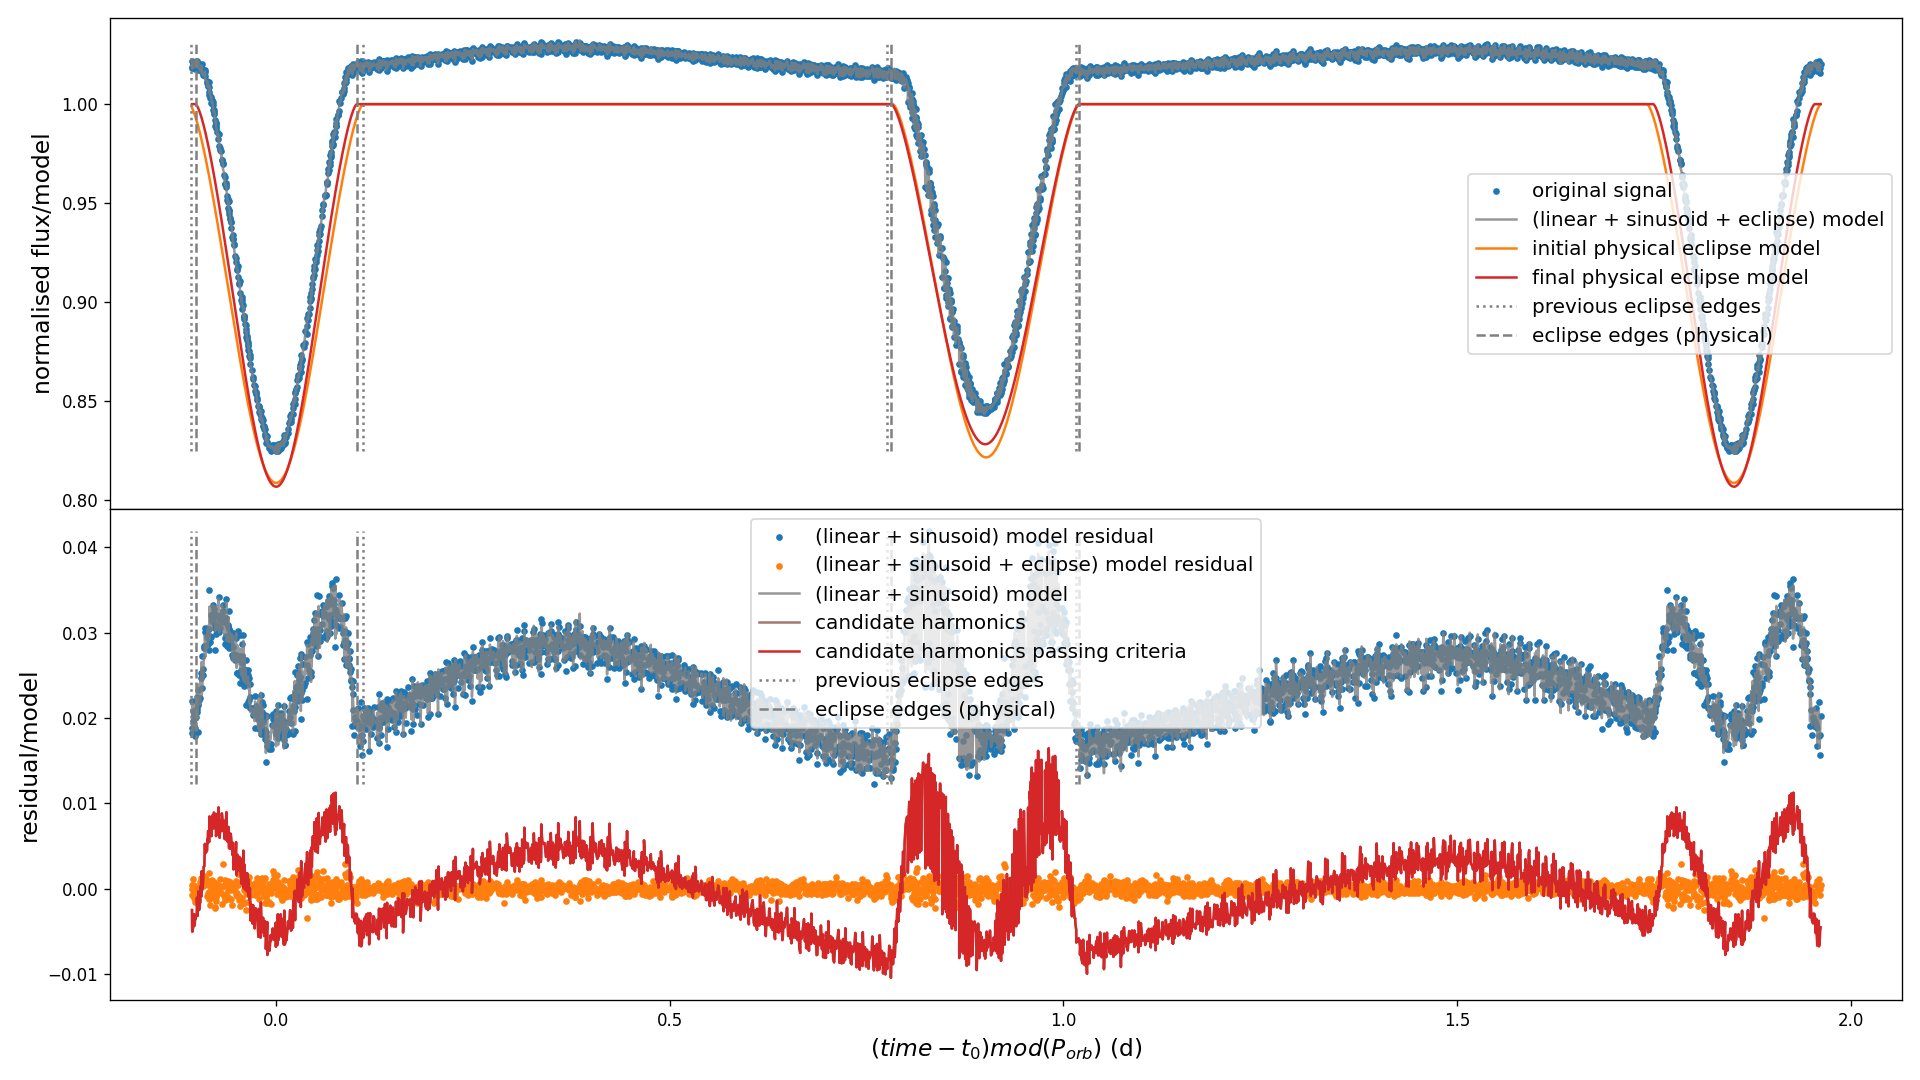 normalised flux/model
1.00
0.95
0.90
0.85
0.80
original signal
(linear + sinusoid + eclipse) model
initial physical eclipse model
final physical eclipse model
previous eclipse edges
eclipse edges (physical)
residual/model
0.04
0.03
0.02
0.01
0.00
−0.01
(linear + sinusoid) model residual
(linear + sinusoid + eclipse) model residual
(linear + sinusoid) model
candidate harmonics
candidate harmonics passing criteria
previous eclipse edges
eclipse edges (physical)
0.0 0.5 1.0 1.5 2.0
(time − t₀)mod(Pₒᵣᵦ) (d)